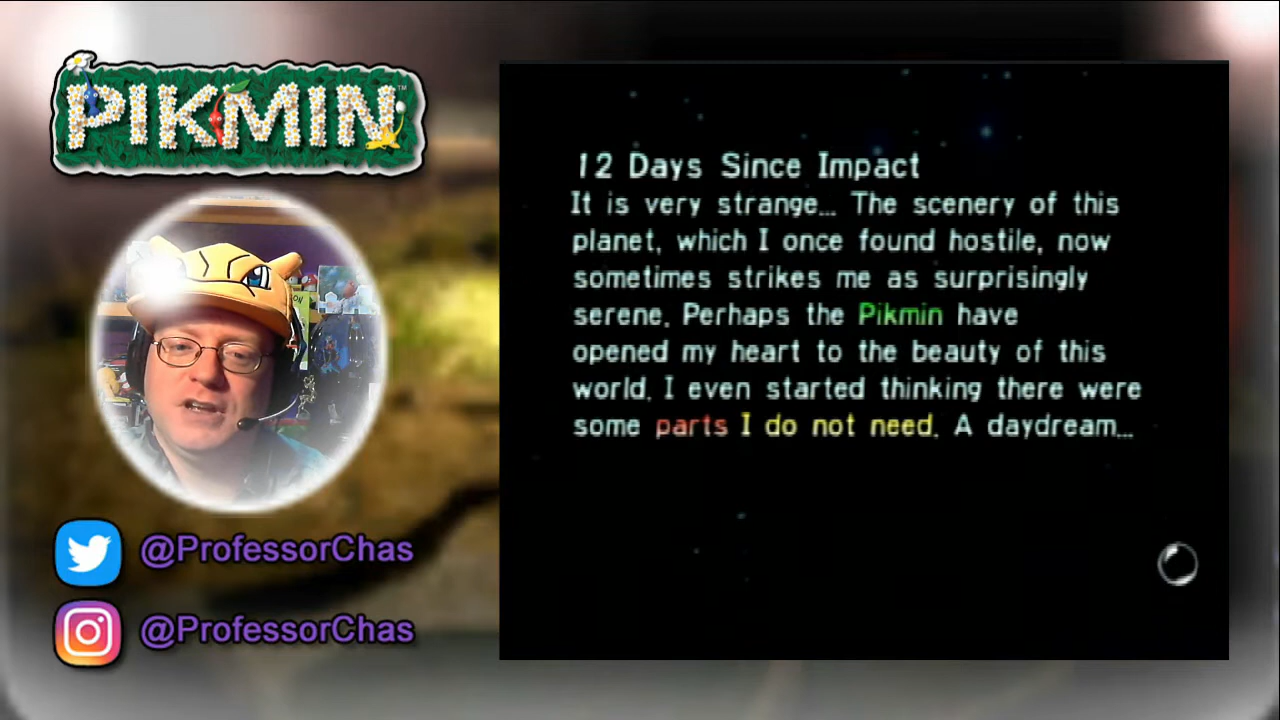 PIKMIN™
12 Days Since Impact
It is very strange... The scenery of this
planet, which I once found hostile, now
sometimes strikes me as surprisingly
serene. Perhaps the Pikmin have
opened my heart to the beauty of this
world. I even started thinking there were
some parts I do not need. A daydream...
@ProfessorChas
@ProfessorChas